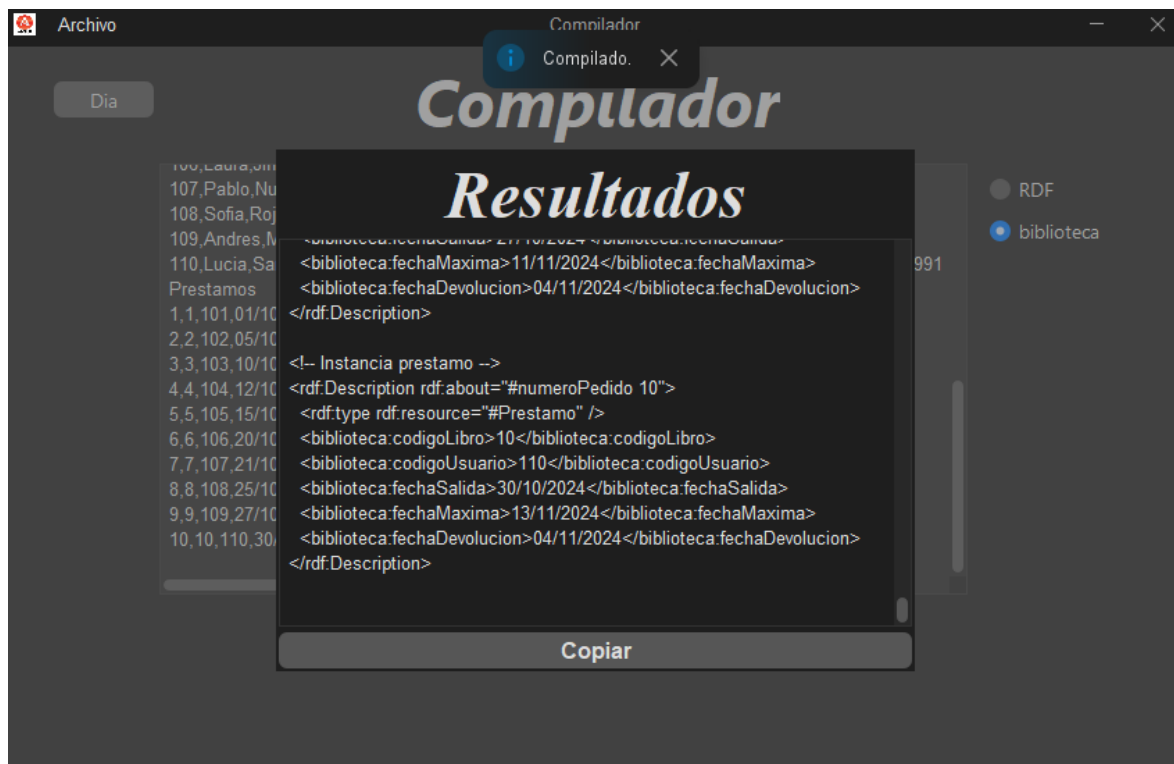 Archivo
Compilador
Compilado.
Dia
Compilador
107,Pablo,Nu
108,Sofia,Roj
109,Andres,M
110,Lucia,Sa
991
Prestamos
1,1,101,01/10
2,2,102,05/10
3,3,103,10/10
4,4,104,12/10
5,5,105,15/10
6,6,106,20/10
7,7,107,21/10
8,8,108,25/10
9,9,109,27/10
10,10,110,30/
RDF
biblioteca
Resultados
<biblioteca:fechaSalida>27/10/2024</biblioteca:fechaSalida>
<biblioteca:fechaMaxima>11/11/2024</biblioteca:fechaMaxima>
<biblioteca:fechaDevolucion>04/11/2024</biblioteca:fechaDevolucion>
</rdf:Description>
<!-- Instancia prestamo -->
<rdf:Description rdf:about="#numeroPedido 10">
<rdf:type rdf:resource="#Prestamo" />
<biblioteca:codigoLibro>10</biblioteca:codigoLibro>
<biblioteca:codigoUsuario>110</biblioteca:codigoUsuario>
<biblioteca:fechaSalida>30/10/2024</biblioteca:fechaSalida>
<biblioteca:fechaMaxima>13/11/2024</biblioteca:fechaMaxima>
<biblioteca:fechaDevolucion>04/11/2024</biblioteca:fechaDevolucion>
</rdf:Description>
Copiar